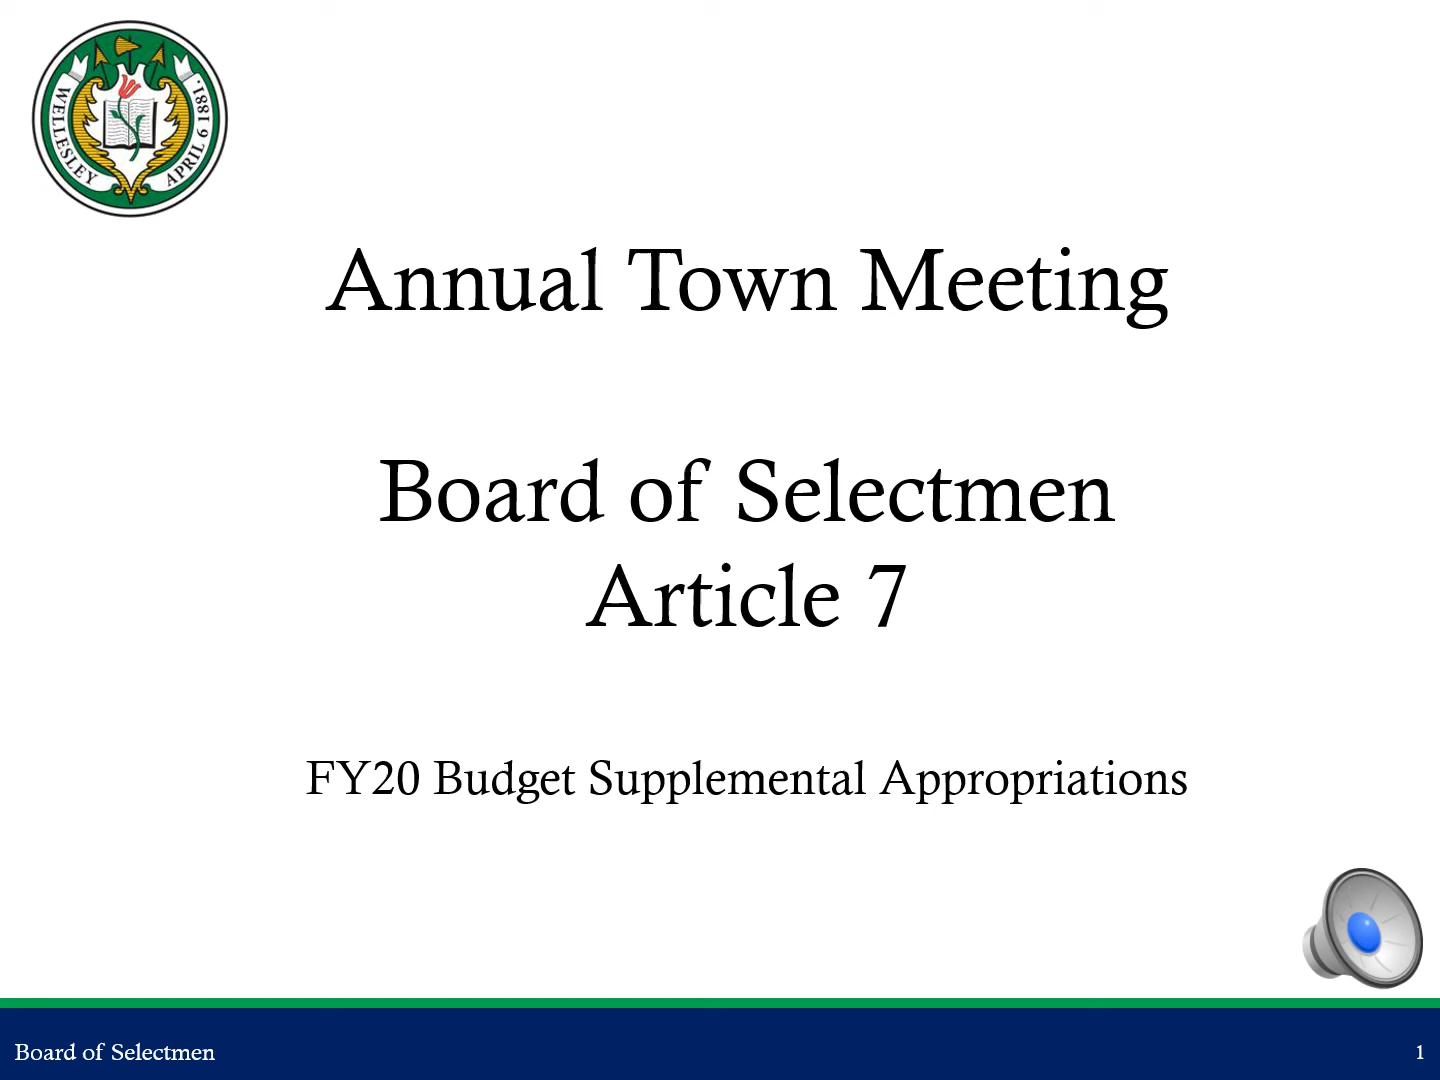 WELLESLEY APRIL 6 1881.
Annual Town Meeting
Board of Selectmen
Article 7
FY20 Budget Supplemental Appropriations
Board of Selectmen
1